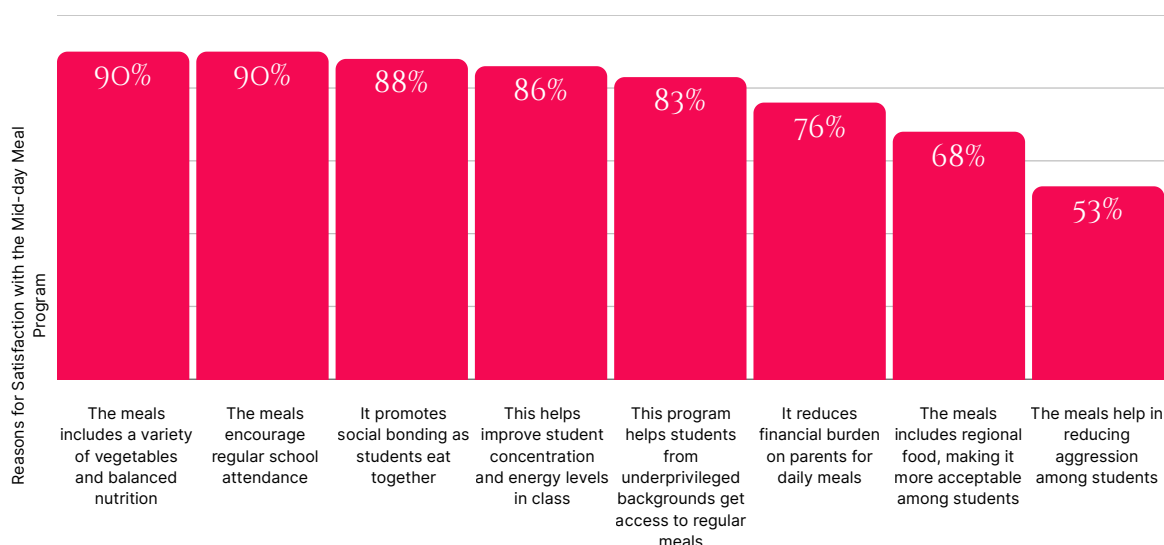 Reasons for Satisfaction with the Mid-day Meal
Program
90%
90%
88%
86%
83%
76%
68%
53%
The meals
includes a variety
of vegetables
and balanced
nutrition
The meals
encourage
regular school
attendance
It promotes
social bonding as
students eat
together
This helps
improve student
concentration
and energy levels
in class
This program
helps students
from
underprivileged
backgrounds get
access to regular
meals
It reduces
financial burden
on parents for
daily meals
The meals
includes regional
food, making it
more acceptable
among students
The meals help in
reducing
aggression
among students